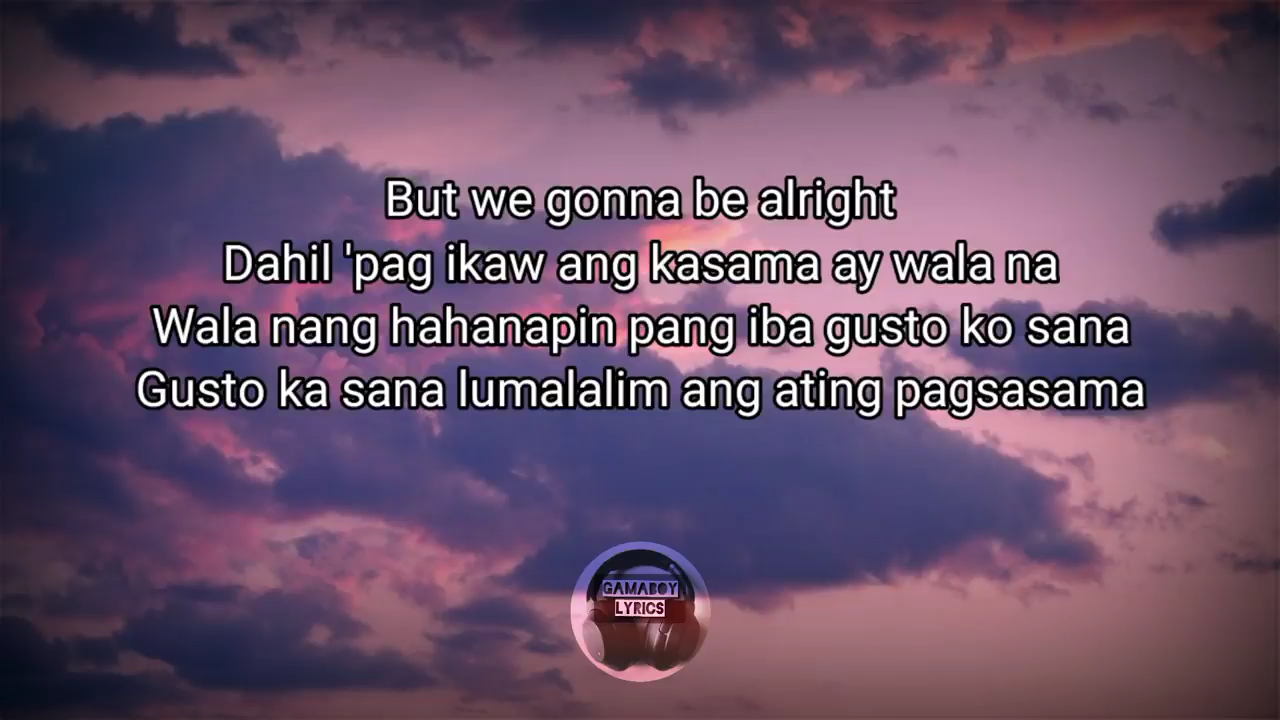 But we gonna be alright
Dahil 'pag ikaw ang kasama ay wala na
Wala nang hahanapin pang iba gusto ko sana
Gusto ka sana lumalalim ang ating pagsasama
GAMABOY
LYRICS